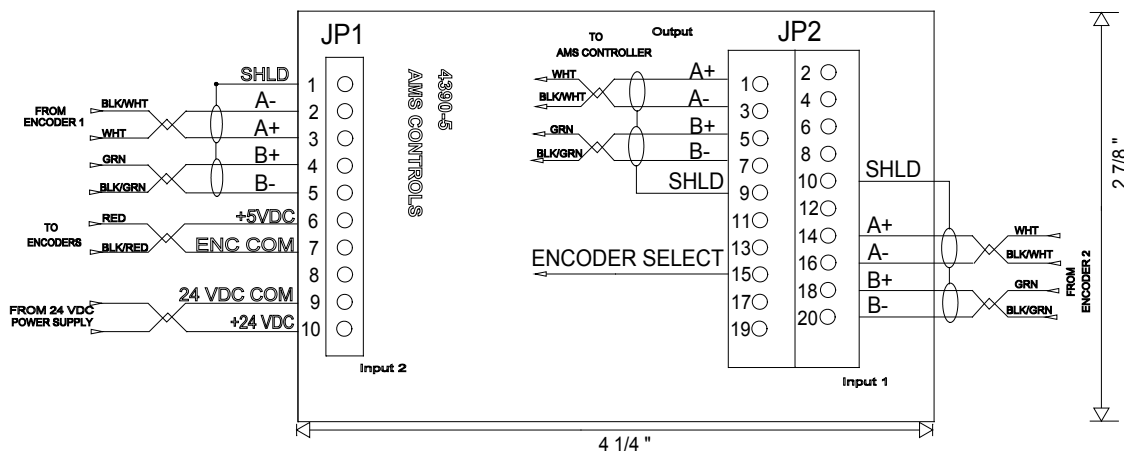 JP1
SHLD
1
BLK/WHT
A-
2
FROM
ENCODER 1
WHT
A+
3
GRN
B+
4
BLK/GRN
B-
5
RED
+5VDC
6
TO
ENCODERS
BLK/RED
ENC COM
7
8
24 VDC COM
9
FROM 24 VDC
POWER SUPPLY
+24 VDC
10
Input 2
4390-5
AMS CONTROLS
TO
AMS CONTROLLER
Output
JP2
WHT
A+
1
2
BLK/WHT
A-
3
4
GRN
B+
5
6
BLK/GRN
B-
7
8
SHLD
9
10
SHLD
11
12
13
14
A+
WHT
ENCODER SELECT
15
16
A-
BLK/WHT
17
18
B+
GRN
19
20
B-
BLK/GRN
FROM
ENCODER 2
Input 1
4 1/4 "
2 7/8 "